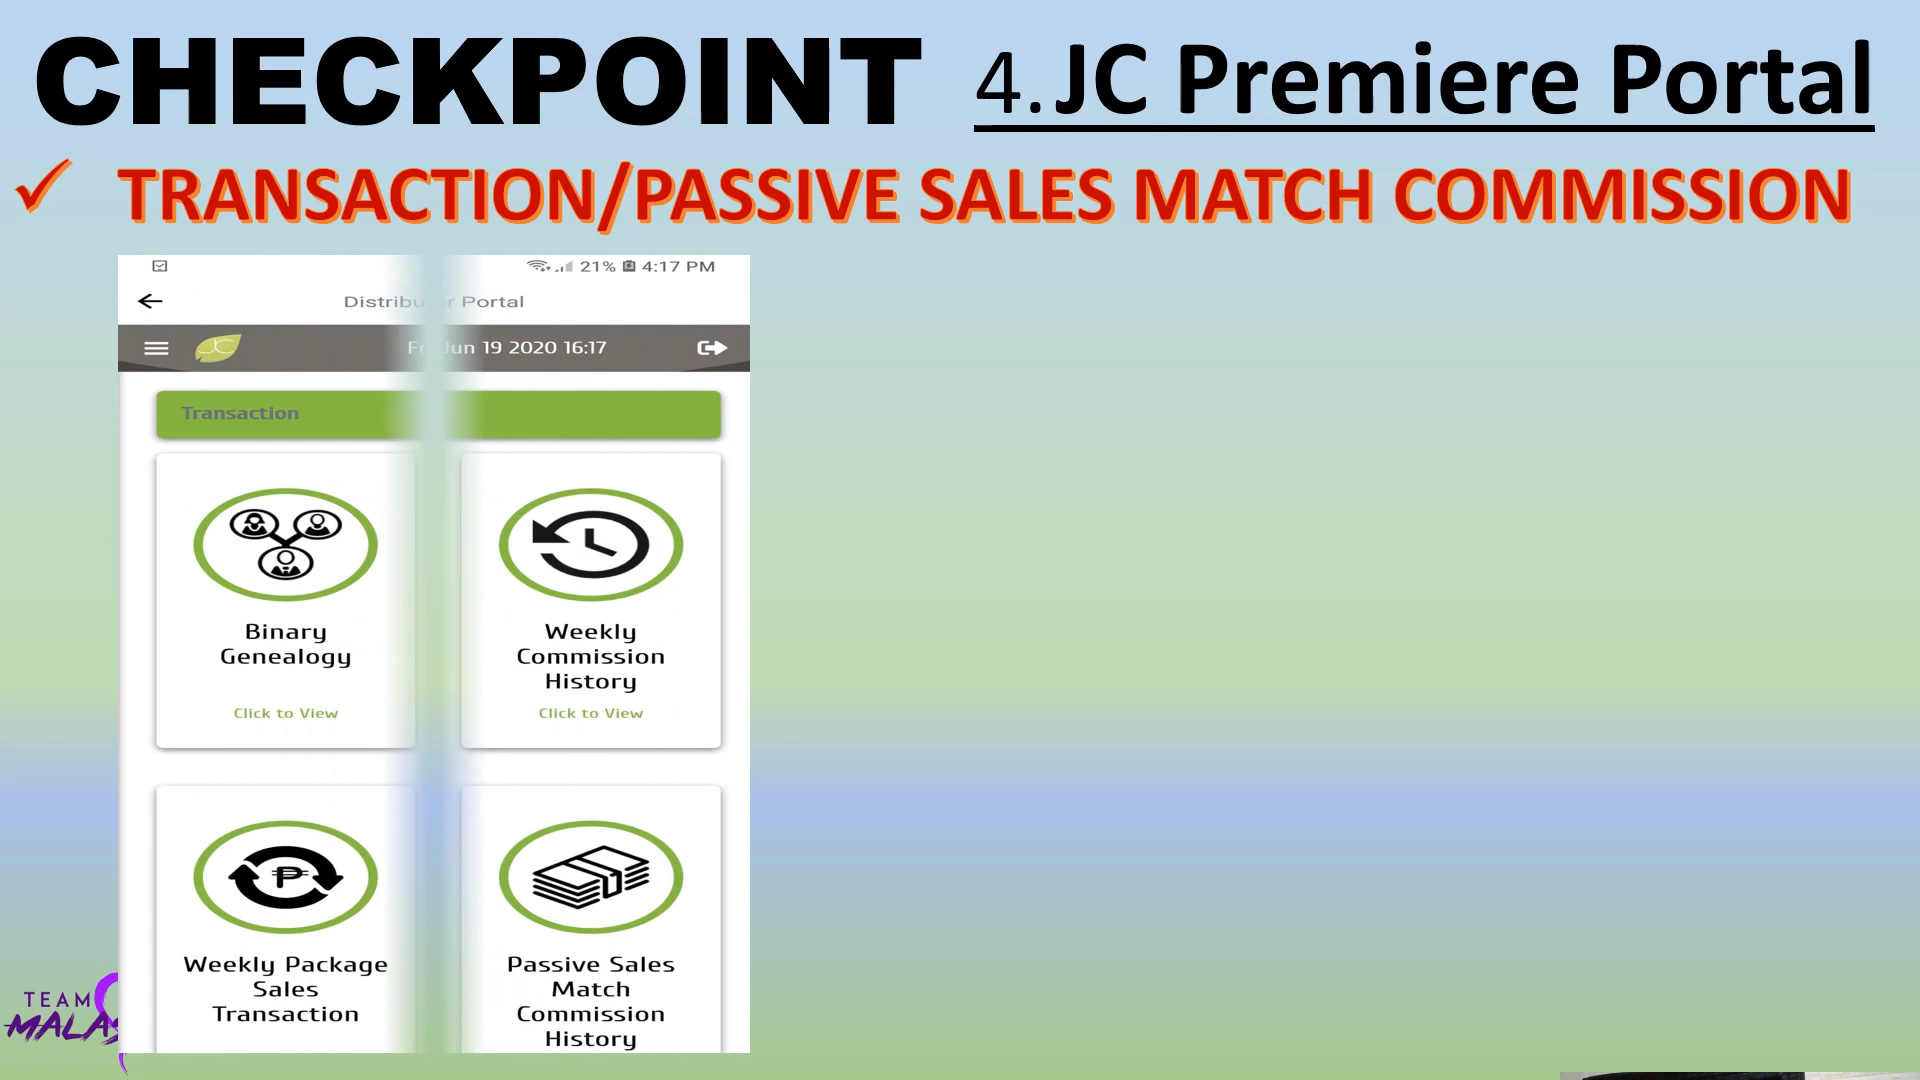 CHECKPOINT 4. JC Premiere Portal
✓ TRANSACTION/PASSIVE SALES MATCH COMMISSION
21% 4:17 PM
Portal
JC
Jun 19 2020 16:17
Transaction
Binary
Genealogy
Click to View
Weekly
Commission
History
Click to View
Weekly Package
Sales
Transaction
Passive Sales
Match
Commission
History
TEAM